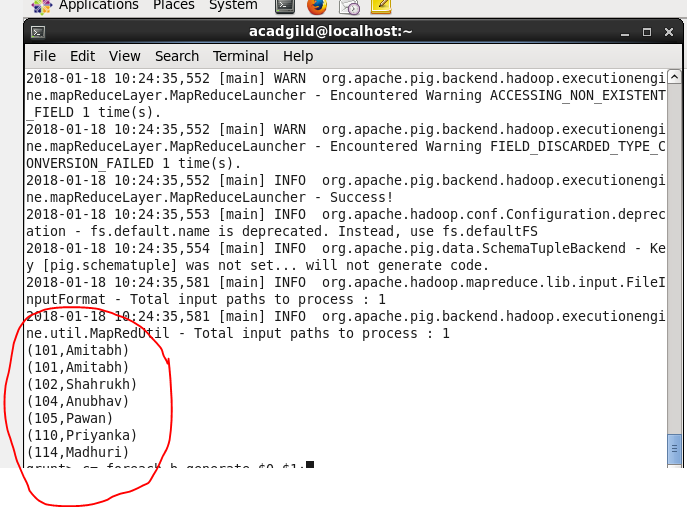 Applications Places System
acadgild@localhost:~
File Edit View Search Terminal Help
2018-01-18 10:24:35,552 [main] WARN  org.apache.pig.backend.hadoop.executionengi
ne.mapReduceLayer.MapReduceLauncher - Encountered Warning ACCESSING_NON_EXISTENT
_FIELD 1 time(s).
2018-01-18 10:24:35,552 [main] WARN  org.apache.pig.backend.hadoop.executionengi
ne.mapReduceLayer.MapReduceLauncher - Encountered Warning FIELD_DISCARDED_TYPE_C
ONVERSION_FAILED 1 time(s).
2018-01-18 10:24:35,552 [main] INFO  org.apache.pig.backend.hadoop.executionengi
ne.mapReduceLayer.MapReduceLauncher - Success!
2018-01-18 10:24:35,553 [main] INFO  org.apache.hadoop.conf.Configuration.deprec
ation - fs.default.name is deprecated. Instead, use fs.defaultFS
2018-01-18 10:24:35,554 [main] INFO  org.apache.pig.data.SchemaTupleBackend - Ke
y [pig.schematuple] was not set... will not generate code.
2018-01-18 10:24:35,581 [main] INFO  org.apache.hadoop.mapreduce.lib.input.FileI
nputFormat - Total input paths to process : 1
2018-01-18 10:24:35,581 [main] INFO  org.apache.pig.backend.hadoop.executionengi
ne.util.MapRedUtil - Total input paths to process : 1
(101,Amitabh)
(101,Amitabh)
(102,Shahrukh)
(104,Anubhav)
(105,Pawan)
(110,Priyanka)
(114,Madhuri)
grunt> c= foreach b generate $0,$1;